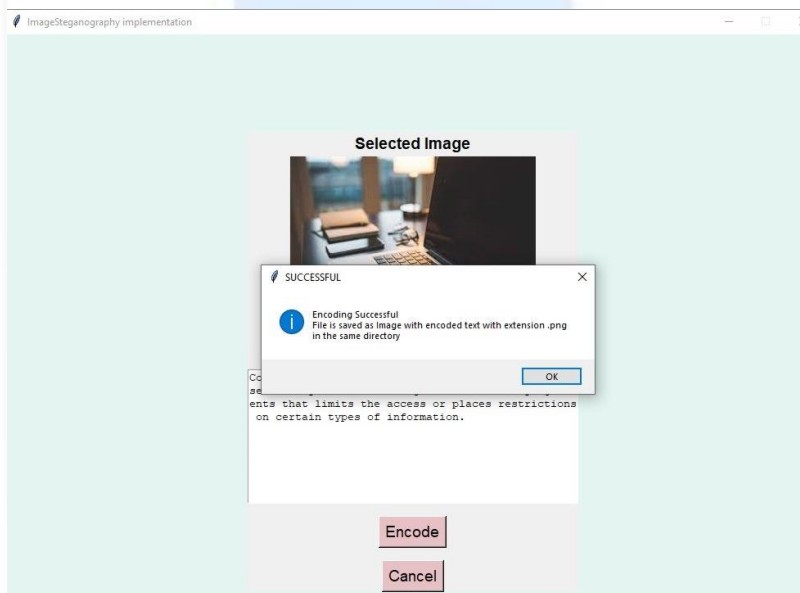 ImageSteganography implementation
Selected Image
SUCCESSFUL
Encoding Successful
File is saved as Image with encoded text with extension .png
in the same directory
OK
Co
se
ents that limits the access or places restrictions
on certain types of information.
Encode
Cancel